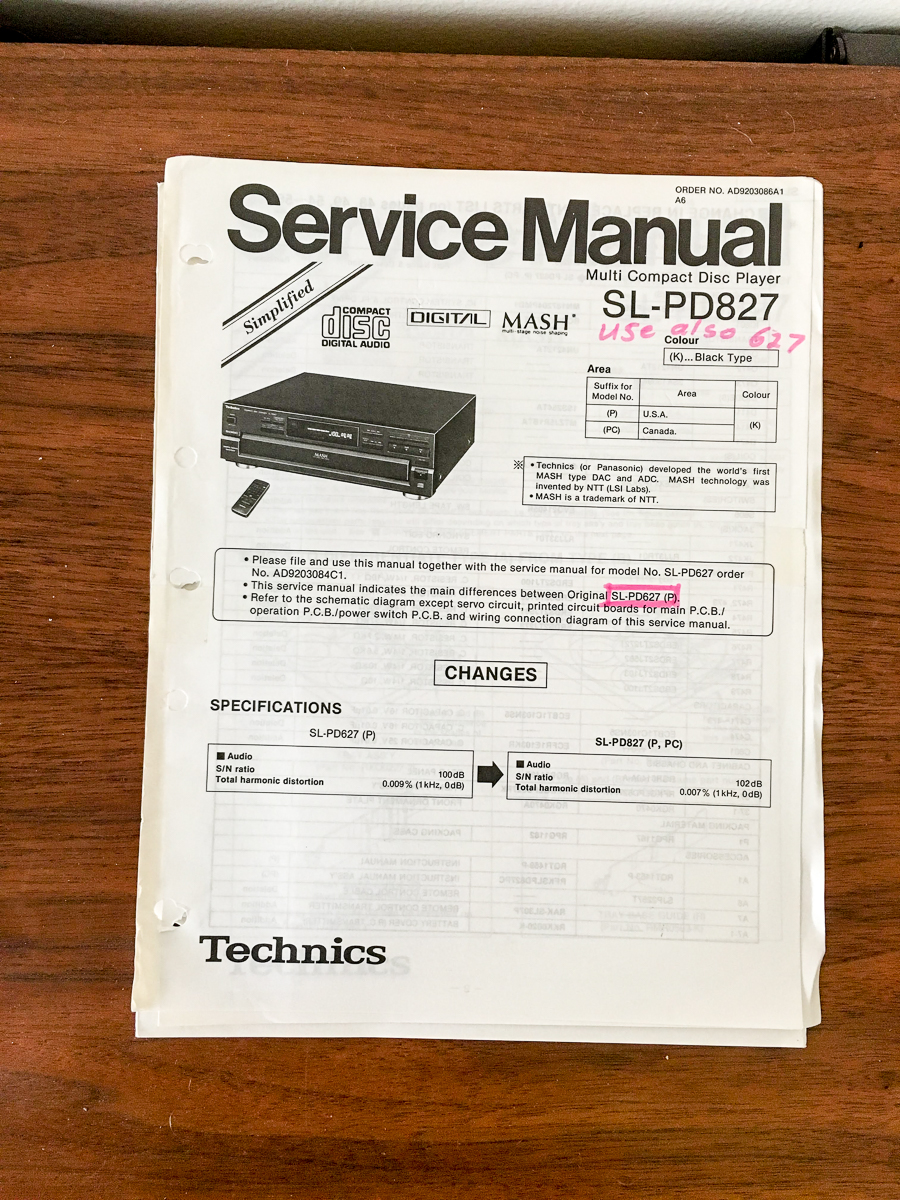 ORDER NO. AD9203086A1
A6
Service Manual
Multi Compact Disc Player
SL-PD827
use also 627
Simplified
COMPACT
disc
DIGITAL AUDIO
DIGITAL
MASH*
multi-stage noise shaping
Colour
(K)...Black Type
Area
Suffix for Model No. Area Colour
(P) U.S.A. (K)
(PC) Canada.
※ • Technics (or Panasonic) developed the world's first
MASH type DAC and ADC. MASH technology was
invented by NTT (LSI Labs).
• MASH is a trademark of NTT.
Technics
MASH
• Please file and use this manual together with the service manual for model No. SL-PD627 order
No. AD9203084C1.
• This service manual indicates the main differences between Original SL-PD627 (P).
• Refer to the schematic diagram except servo circuit, printed circuit boards for main P.C.B./
operation P.C.B./power switch P.C.B. and wiring connection diagram of this service manual.
CHANGES
SPECIFICATIONS
SL-PD627 (P)
■ Audio
S/N ratio 100dB
Total harmonic distortion 0.009% (1kHz, 0dB)
SL-PD827 (P, PC)
■ Audio
S/N ratio 102dB
Total harmonic distortion 0.007% (1kHz, 0dB)
Technics